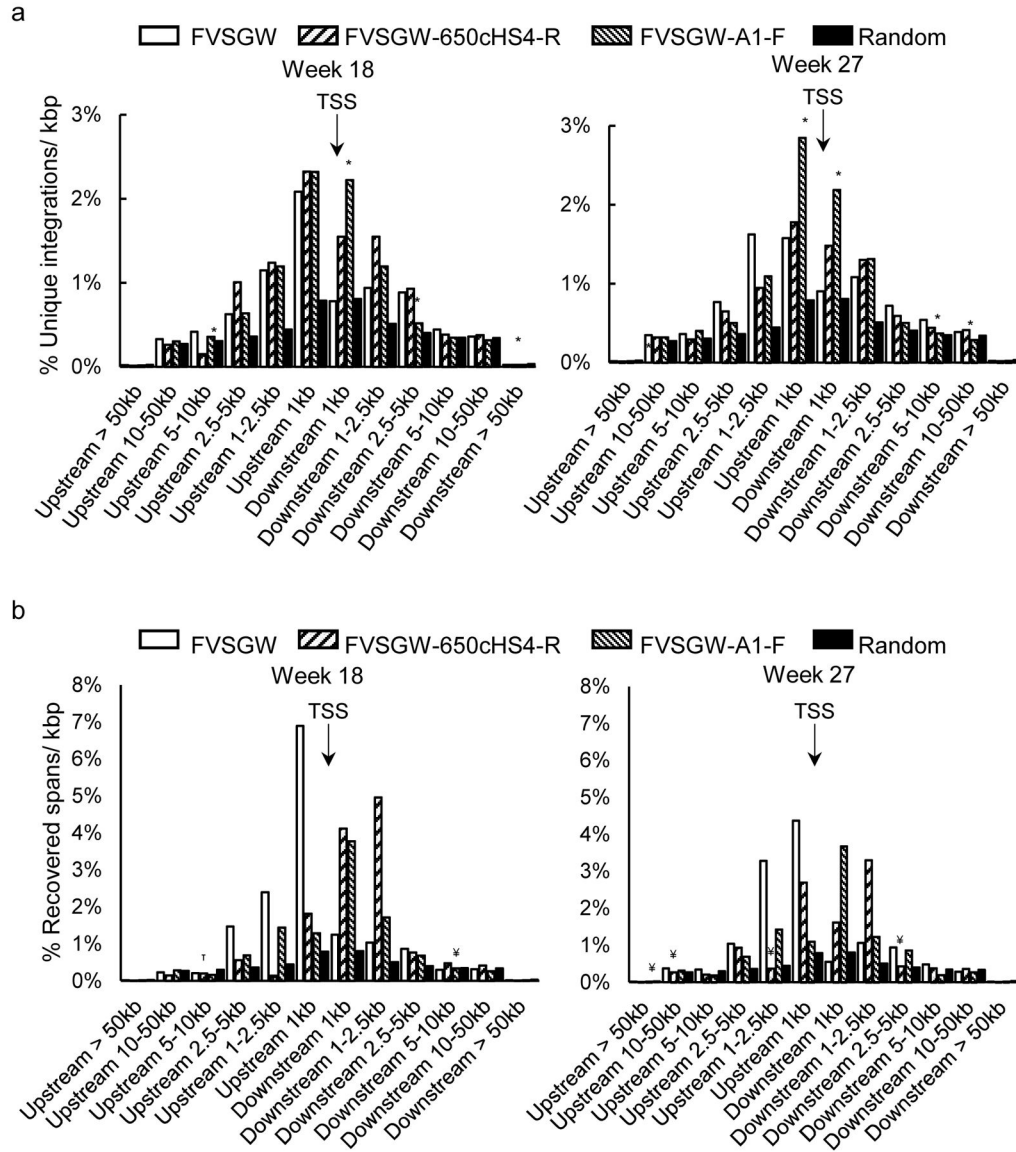 a
FVSGW FVSGW-650cHS4-R FVSGW-A1-F Random
Week 18
TSS
% Unique integrations/ kbp
3%
2%
1%
0%
*
*
*
*
Upstream > 50kb
Upstream 10-50kb
Upstream 5-10kb
Upstream 2.5-5kb
Upstream 1-2.5kb
Upstream 1kb
Downstream 1kb
Downstream 1-2.5kb
Downstream 2.5-5kb
Downstream 5-10kb
Downstream 10-50kb
Downstream > 50kb
Week 27
TSS
3%
2%
1%
0%
*
*
*
*
Upstream > 50kb
Upstream 10-50kb
Upstream 5-10kb
Upstream 2.5-5kb
Upstream 1-2.5kb
Upstream 1kb
Downstream 1kb
Downstream 1-2.5kb
Downstream 2.5-5kb
Downstream 5-10kb
Downstream 10-50kb
Downstream > 50kb
b
FVSGW FVSGW-650cHS4-R FVSGW-A1-F Random
Week 18
TSS
% Recovered spans/ kbp
8%
7%
6%
5%
4%
3%
2%
1%
0%
т
¥
Upstream > 50kb
Upstream 10-50kb
Upstream 5-10kb
Upstream 2.5-5kb
Upstream 1-2.5kb
Upstream 1kb
Downstream 1kb
Downstream 1-2.5kb
Downstream 2.5-5kb
Downstream 5-10kb
Downstream 10-50kb
Downstream > 50kb
Week 27
TSS
8%
7%
6%
5%
4%
3%
2%
1%
0%
¥
¥
¥
¥
Upstream > 50kb
Upstream 10-50kb
Upstream 5-10kb
Upstream 2.5-5kb
Upstream 1-2.5kb
Upstream 1kb
Downstream 1kb
Downstream 1-2.5kb
Downstream 2.5-5kb
Downstream 5-10kb
Downstream 10-50kb
Downstream > 50kb